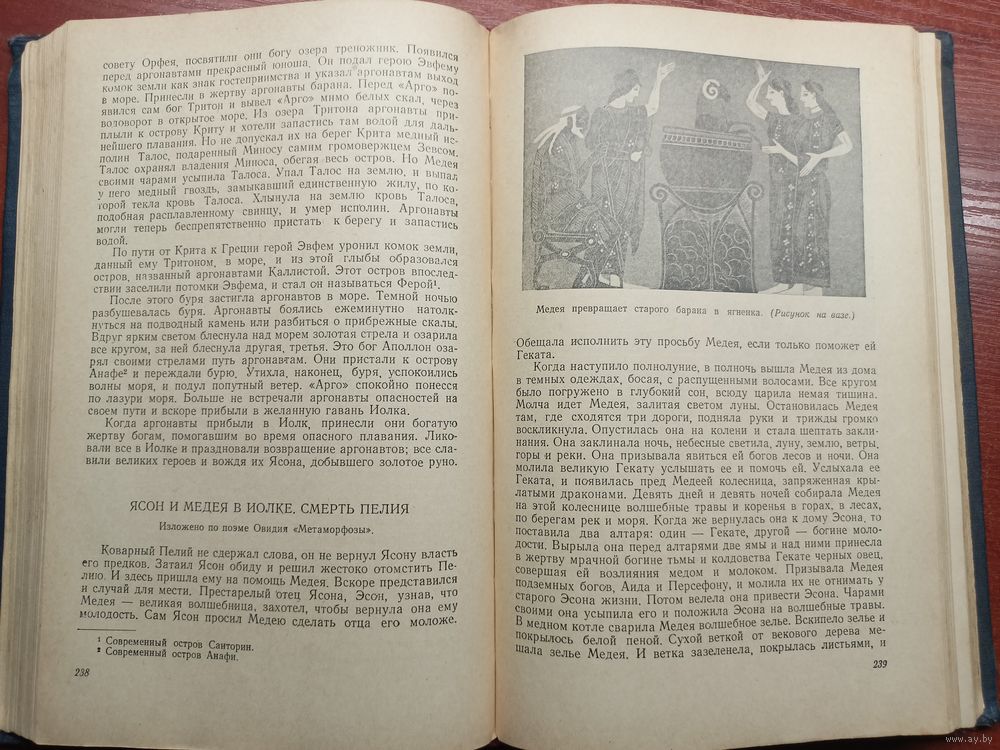 совету Орфея, посвятили они богу озера треножник. Появился
перед аргонавтами прекрасный юноша. Он подал герою Эвфему
комок земли как знак гостеприимства и указал аргонавтам выход
в море. Принесли в жертву аргонавты барана. Перед «Арго» по-
явился сам бог Тритон и вывел «Арго» мимо белых скал, через
водоворот в открытое море. Из озера Тритона аргонавты при-
плыли к острову Криту и хотели запастись там водой для даль-
нейшего плавания. Но не допускал их на берег Крита медный ис-
полин Талос, подаренный Миносу самим громовержцем Зевсом.
Талос охранял владения Миноса, обегая весь остров. Но Медея
своими чарами усыпила Талоса. Упал Талос на землю, и выпал
у него медный гвоздь, замыкавший единственную жилу, по ко-
торой текла кровь Талоса. Хлынула на землю кровь Талоса,
подобная расплавленному свинцу, и умер исполин. Аргонавты
могли теперь беспрепятственно пристать к берегу и запастись
водой.
По пути от Крита к Греции герой Эвфем уронил комок земли,
данный ему Тритоном, в море, и из этой глыбы образовался
остров, названный аргонавтами Каллистой. Этот остров впослед-
ствии заселили потомки Эвфема, и стал он называться Ферой¹.
После этого буря застигла аргонавтов в море. Темной ночью
разбушевалась буря. Аргонавты боялись ежеминутно натолк-
нуться на подводный камень или разбиться о прибрежные скалы.
Вдруг ярким светом блеснула над морем золотая стрела и озарила
все кругом, за ней блеснула другая, третья. Это бог Аполлон оза-
рял своими стрелами путь аргонавтам. Они пристали к острову
Анафе² и переждали бурю. Утихла, наконец, буря, успокоились
волны моря, и подул попутный ветер. «Арго» спокойно понесся
по лазури моря. Больше не встречали аргонавты опасностей на
своем пути и вскоре прибыли в желанную гавань Иолка.
Когда аргонавты прибыли в Иолк, принесли они богатую
жертву богам, помогавшим во время опасного плавания. Лико-
вали все в Иолке и праздновали возвращение аргонавтов; все сла-
вили великих героев и вождя их Ясона, добывшего золотое руно.
ЯСОН И МЕДЕЯ В ИОЛКЕ. СМЕРТЬ ПЕЛИЯ
Изложено по поэме Овидия «Метаморфозы».
Коварный Пелий не сдержал слова, он не вернул Ясону власть
его предков. Затаил Ясон обиду и решил жестоко отомстить Пе-
лию. И здесь пришла ему на помощь Медея. Вскоре представился
и случай для мести. Престарелый отец Ясона, Эсон, узнав, что
Медея — великая волшебница, захотел, чтобы вернула она ему
молодость. Сам Ясон просил Медею сделать отца его моложе.
¹ Современный остров Санторин.
² Современный остров Анафи.
238
Медея превращает старого барана в ягненка. (Рисунок на вазе.)
Обещала исполнить эту просьбу Медея, если только поможет ей
Геката.
Когда наступило полнолуние, в полночь вышла Медея из дома
в темных одеждах, босая, с распущенными волосами. Все кругом
было погружено в глубокий сон, всюду царила немая тишина.
Молча идет Медея, залитая светом луны. Остановилась Медея
там, где сходятся три дороги, подняла руки и трижды громко
воскликнула. Опустилась она на колени и стала шептать закли-
нания. Она заклинала ночь, небесные светила, луну, землю, ветры,
горы и реки. Она призывала явиться ей богов лесов и ночи. Она
молила великую Гекату услышать ее и помочь ей. Услыхала ее
Геката, и появилась пред Медеей колесница, запряженная кры-
латыми драконами. Девять дней и девять ночей собирала Медея
на этой колеснице волшебные травы и коренья в горах, в лесах,
по берегам рек и моря. Когда же вернулась она к дому Эсона, то
поставила два алтаря: один — Гекате, другой — богине моло-
дости. Вырыла она перед алтарями две ямы и над ними принесла
в жертву мрачной богине тьмы и колдовства Гекате черных овец,
совершая ей возлияния медом и молоком. Призывала Медея
подземных богов, Аида и Персефону, и молила их не отнимать у
старого Эсона жизни. Потом велела она привести Эсона. Чарами
своими она усыпила его и положила Эсона на волшебные травы.
В медном котле сварила Медея волшебное зелье. Вскипело зелье и
покрылось белой пеной. Сухой веткой от векового дерева ме-
шала зелье Медея. И ветка зазеленела, покрылась листьями, и
239
www.ay.by